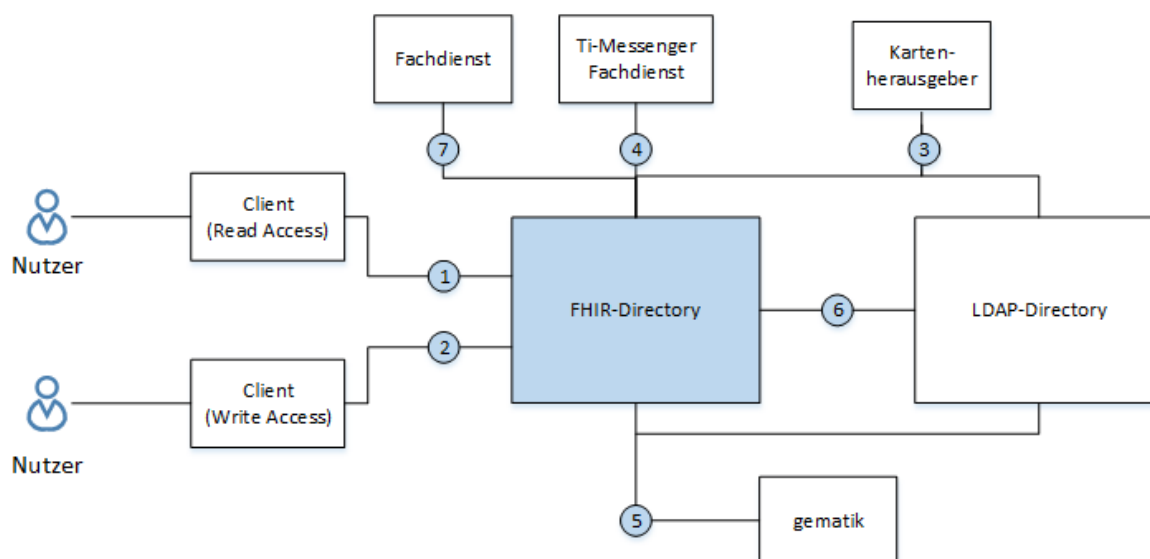 Fachdienst
Ti-Messenger
Fachdienst
Karten-
herausgeber
7
4
3
Client
(Read Access)
Nutzer
1
FHIR-Directory
6
LDAP-Directory
2
Client
(Write Access)
Nutzer
5
gematik